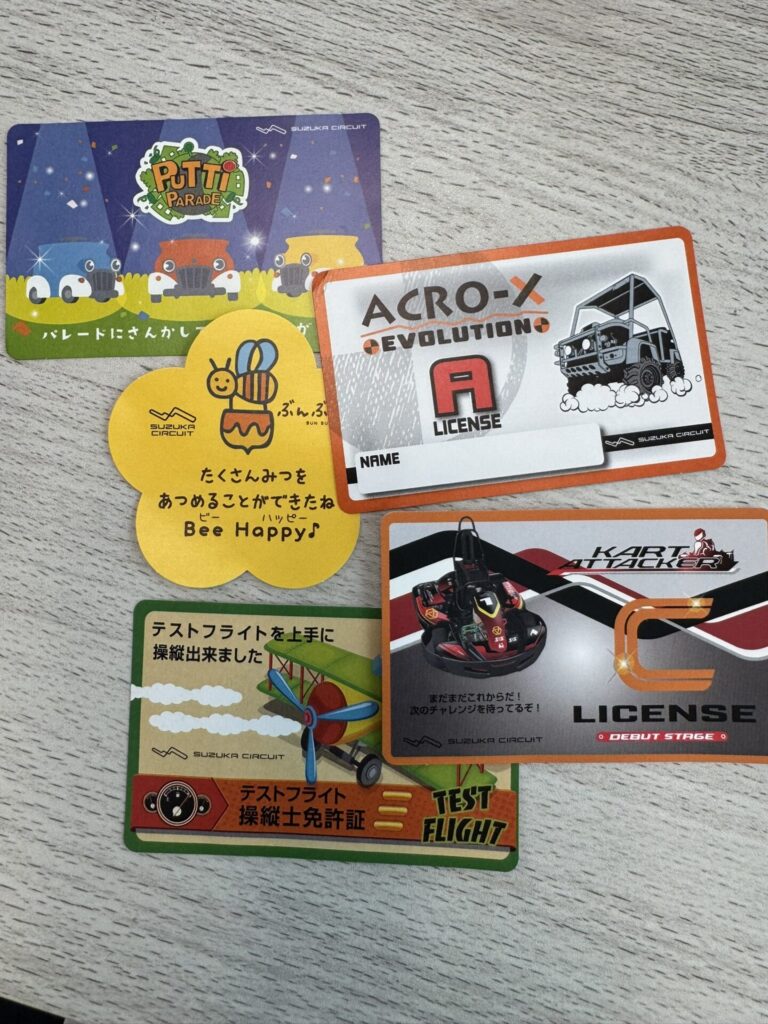 SUZUKA CIRCUIT
PUTTI
PARADE
パレードにさんかして
ACRO-X
EVOLUTION
A
LICENSE
NAME
SUZUKA CIRCUIT
SUZUKA
CIRCUIT
ぶんぶ
BUN BU
たくさんみつを
あつめることができたね
ビー ハッピー
Bee Happy♪
KART
ATTACKER
C
まだまだこれからだ！
次のチャレンジを待ってるぞ！
LICENSE
DEBUT STAGE
SUZUKA CIRCUIT
テストフライトを上手に
操縦出来ました
SUZUKA CIRCUIT
テストフライト
操縦士免許証
TEST
FLIGHT